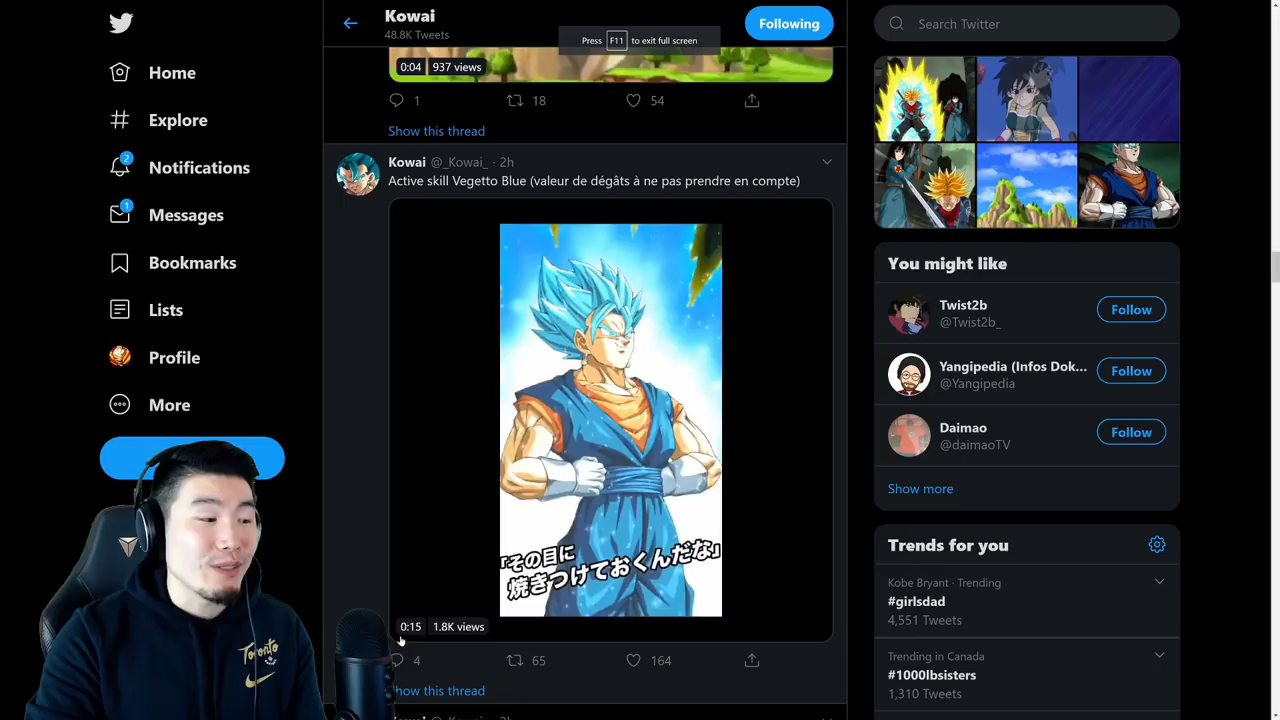 Home
Explore
2
Notifications
1
Messages
Bookmarks
Lists
Profile
More
Kowai
48.8K Tweets
Following
Press F11 to exit full screen
0:04 937 views
1 18 54
Show this thread
Kowai @_Kowai_ · 2h
Active skill Vegetto Blue (valeur de dégâts à ne pas prendre en compte)
「その目に
焼きつけておくんだな」
0:15 1.8K views
4 65 164
Show this thread
Search Twitter
You might like
Twist2b
@Twist2b_
Follow
Yangipedia (Infos Dok...
@Yangipedia
Follow
Daimao
@daimaoTV
Follow
Show more
Trends for you
Kobe Bryant · Trending
#girlsdad
4,551 Tweets
Trending in Canada
#1000lbsisters
1,310 Tweets
Toronto